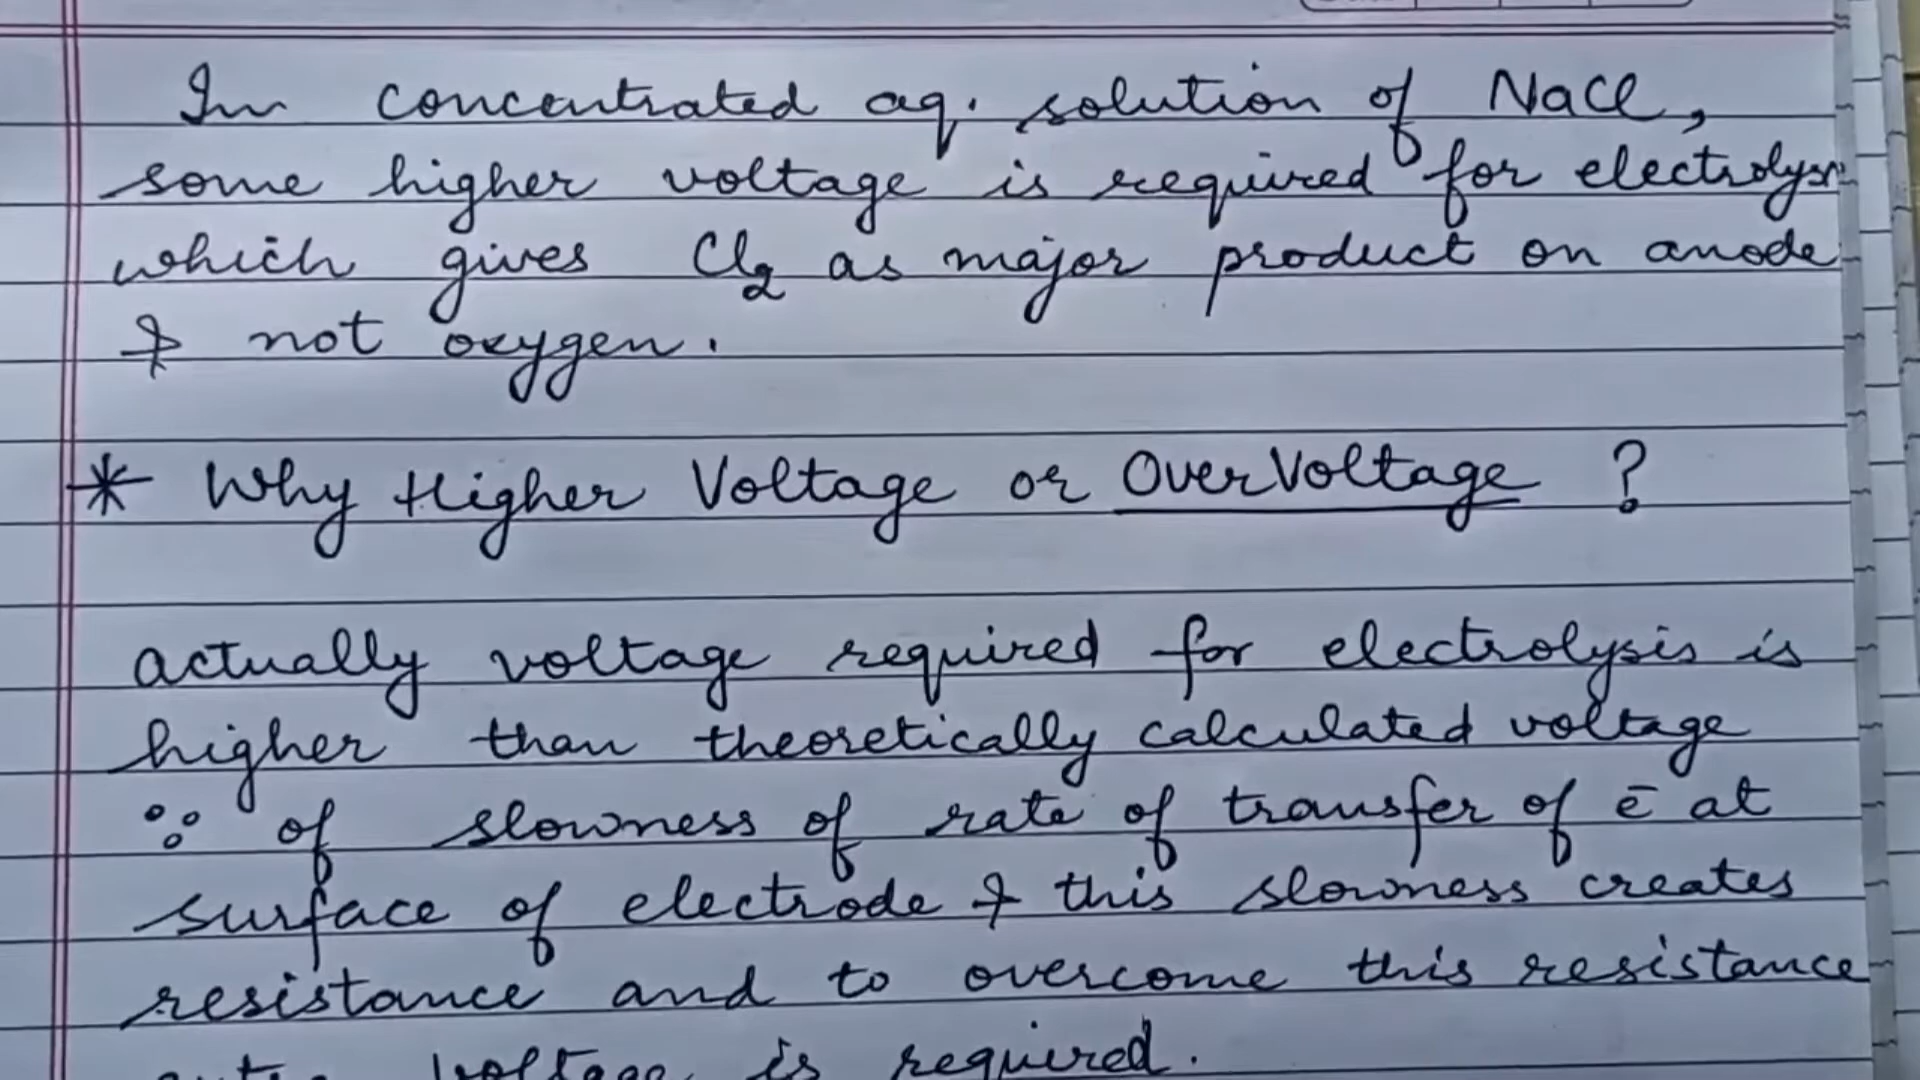 In concentrated aq. solution of NaCl,
some higher voltage is required for electrolysis
which gives Cl₂ as major product on anode
& not oxygen.
* Why Higher Voltage or OverVoltage ?
actually voltage required for electrolysis is
higher than theoretically calculated voltage
∵ of slowness of rate of transfer of ē at
surface of electrode & this slowness creates
resistance and to overcome this resistance
extra voltage is required.